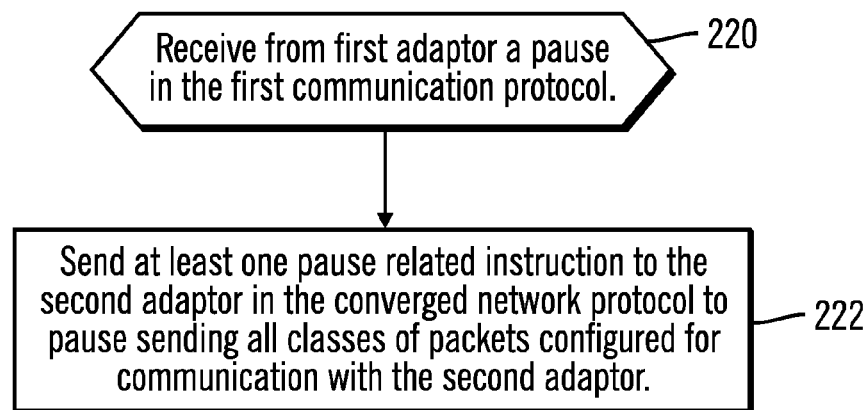 Receive from first adaptor a pause
in the first communication protocol.
220
Send at least one pause related instruction to the
second adaptor in the converged network protocol to
pause sending all classes of packets configured for
communication with the second adaptor.
222